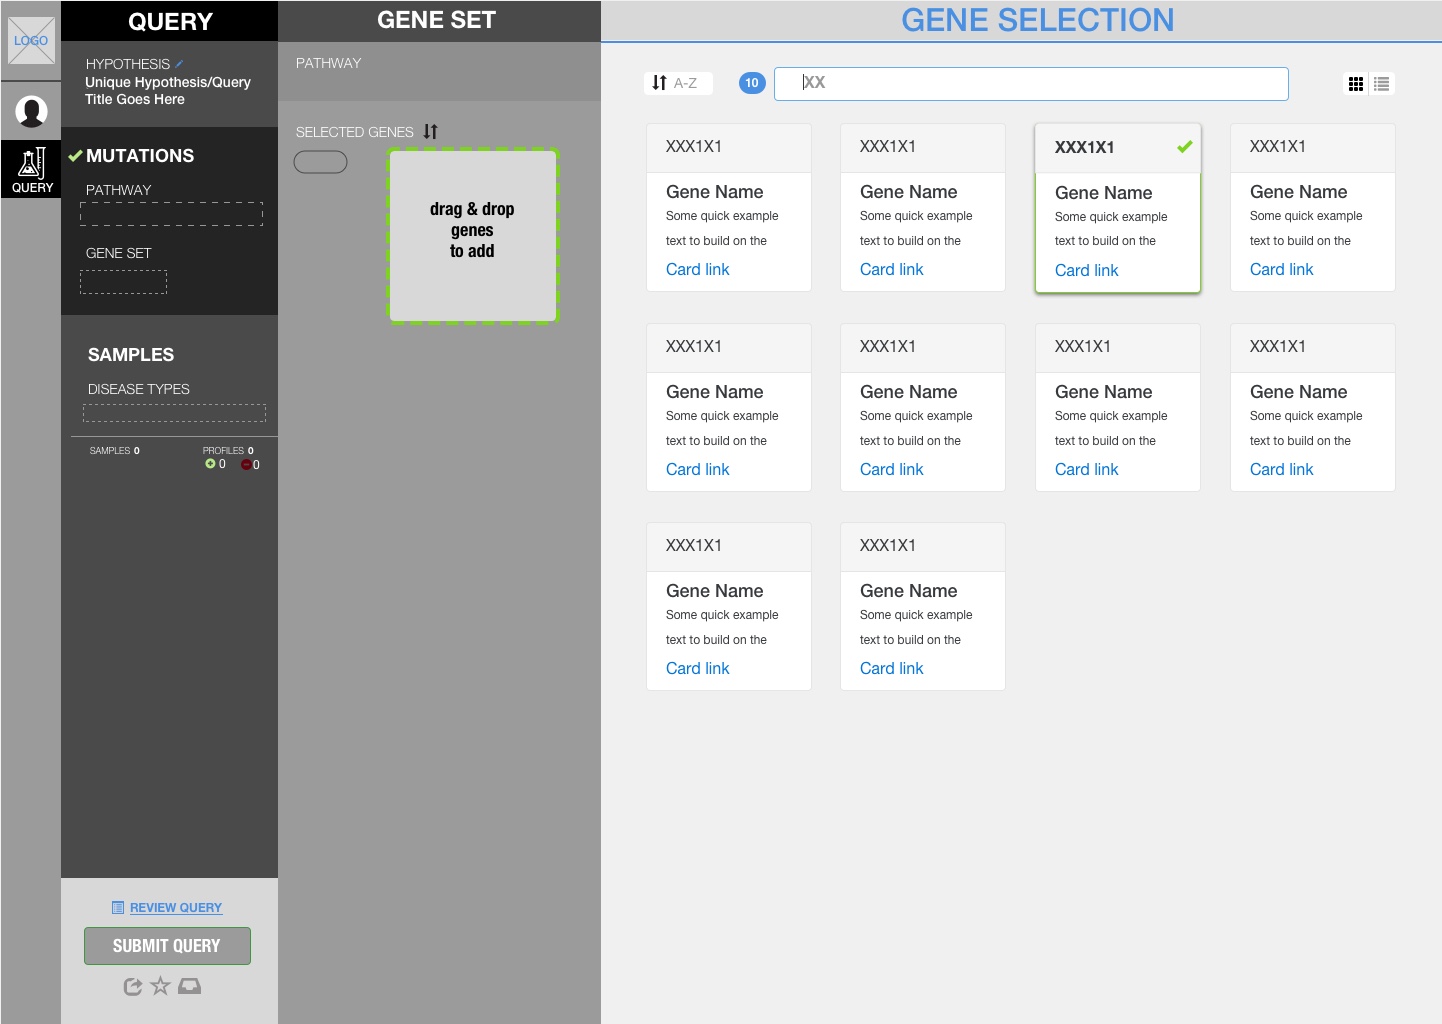 LOGO
QUERY
QUERY
HYPOTHESIS
Unique Hypothesis/Query
Title Goes Here
MUTATIONS
PATHWAY
GENE SET
SAMPLES
DISEASE TYPES
SAMPLES 0
PROFILES 0
0
0
REVIEW QUERY
SUBMIT QUERY
GENE SET
PATHWAY
SELECTED GENES
drag & drop
genes
to add
GENE SELECTION
A-Z
10
XX
XXX1X1
Gene Name
Some quick example
text to build on the
Card link
XXX1X1
Gene Name
Some quick example
text to build on the
Card link
XXX1X1
Gene Name
Some quick example
text to build on the
Card link
XXX1X1
Gene Name
Some quick example
text to build on the
Card link
XXX1X1
Gene Name
Some quick example
text to build on the
Card link
XXX1X1
Gene Name
Some quick example
text to build on the
Card link
XXX1X1
Gene Name
Some quick example
text to build on the
Card link
XXX1X1
Gene Name
Some quick example
text to build on the
Card link
XXX1X1
Gene Name
Some quick example
text to build on the
Card link
XXX1X1
Gene Name
Some quick example
text to build on the
Card link